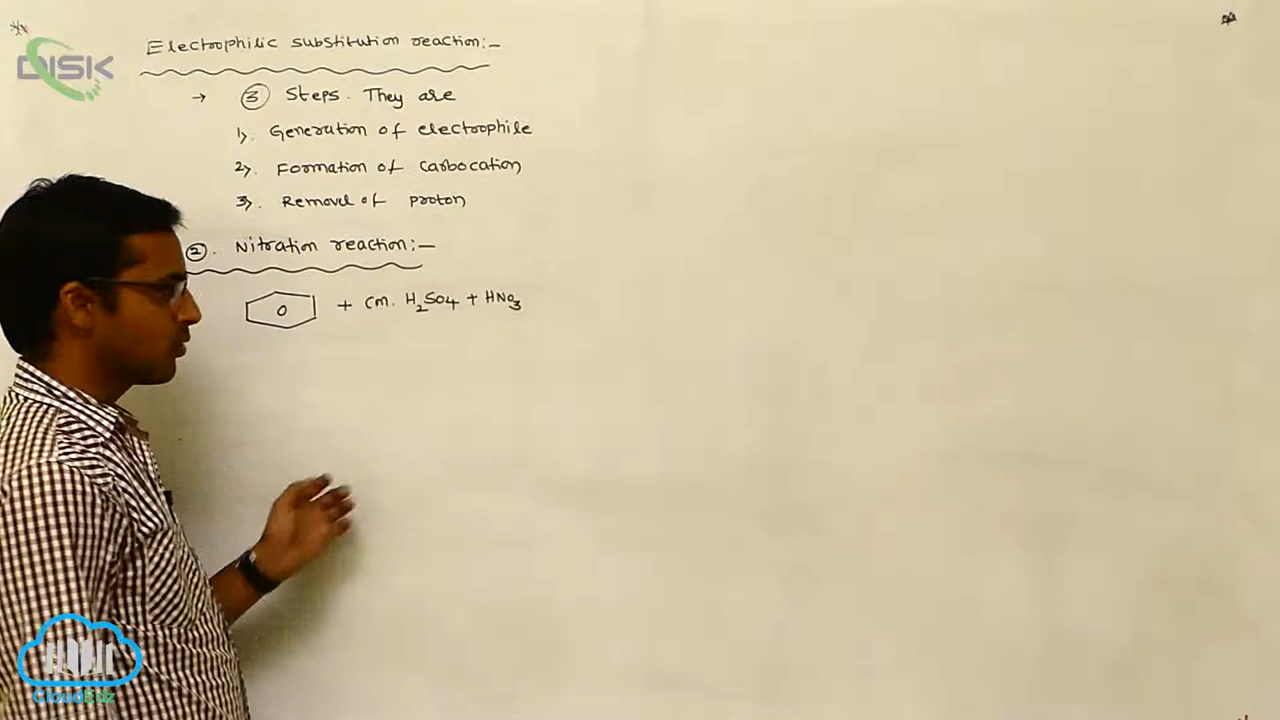 DISK
Electrophilic substitution reaction:-
→ 3 Steps. They are
1). Generation of electrophile
2). Formation of carbocation
3). Removel of proton
2. Nitration reaction:-
+ cm. H2SO4 + HNO3
CloudEdz